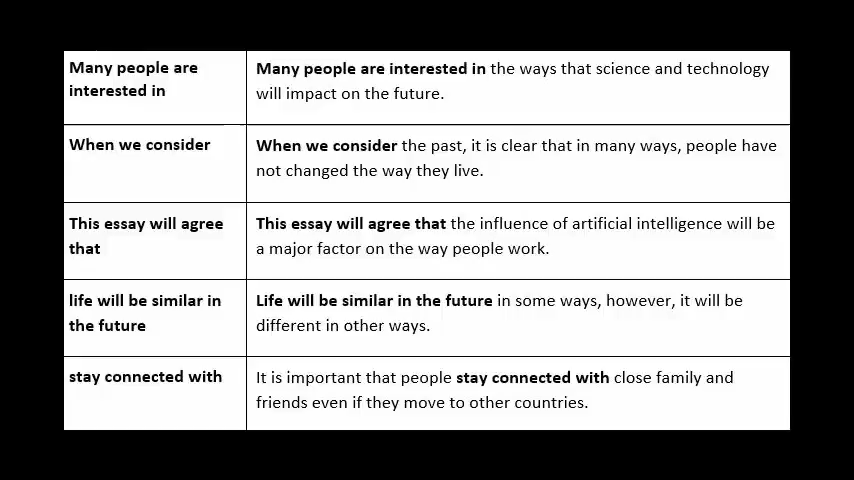 Many people are
interested in
Many people are interested in the ways that science and technology
will impact on the future.
When we consider
When we consider the past, it is clear that in many ways, people have
not changed the way they live.
This essay will agree
that
This essay will agree that the influence of artificial intelligence will be
a major factor on the way people work.
life will be similar in
the future
Life will be similar in the future in some ways, however, it will be
different in other ways.
stay connected with
It is important that people stay connected with close family and
friends even if they move to other countries.